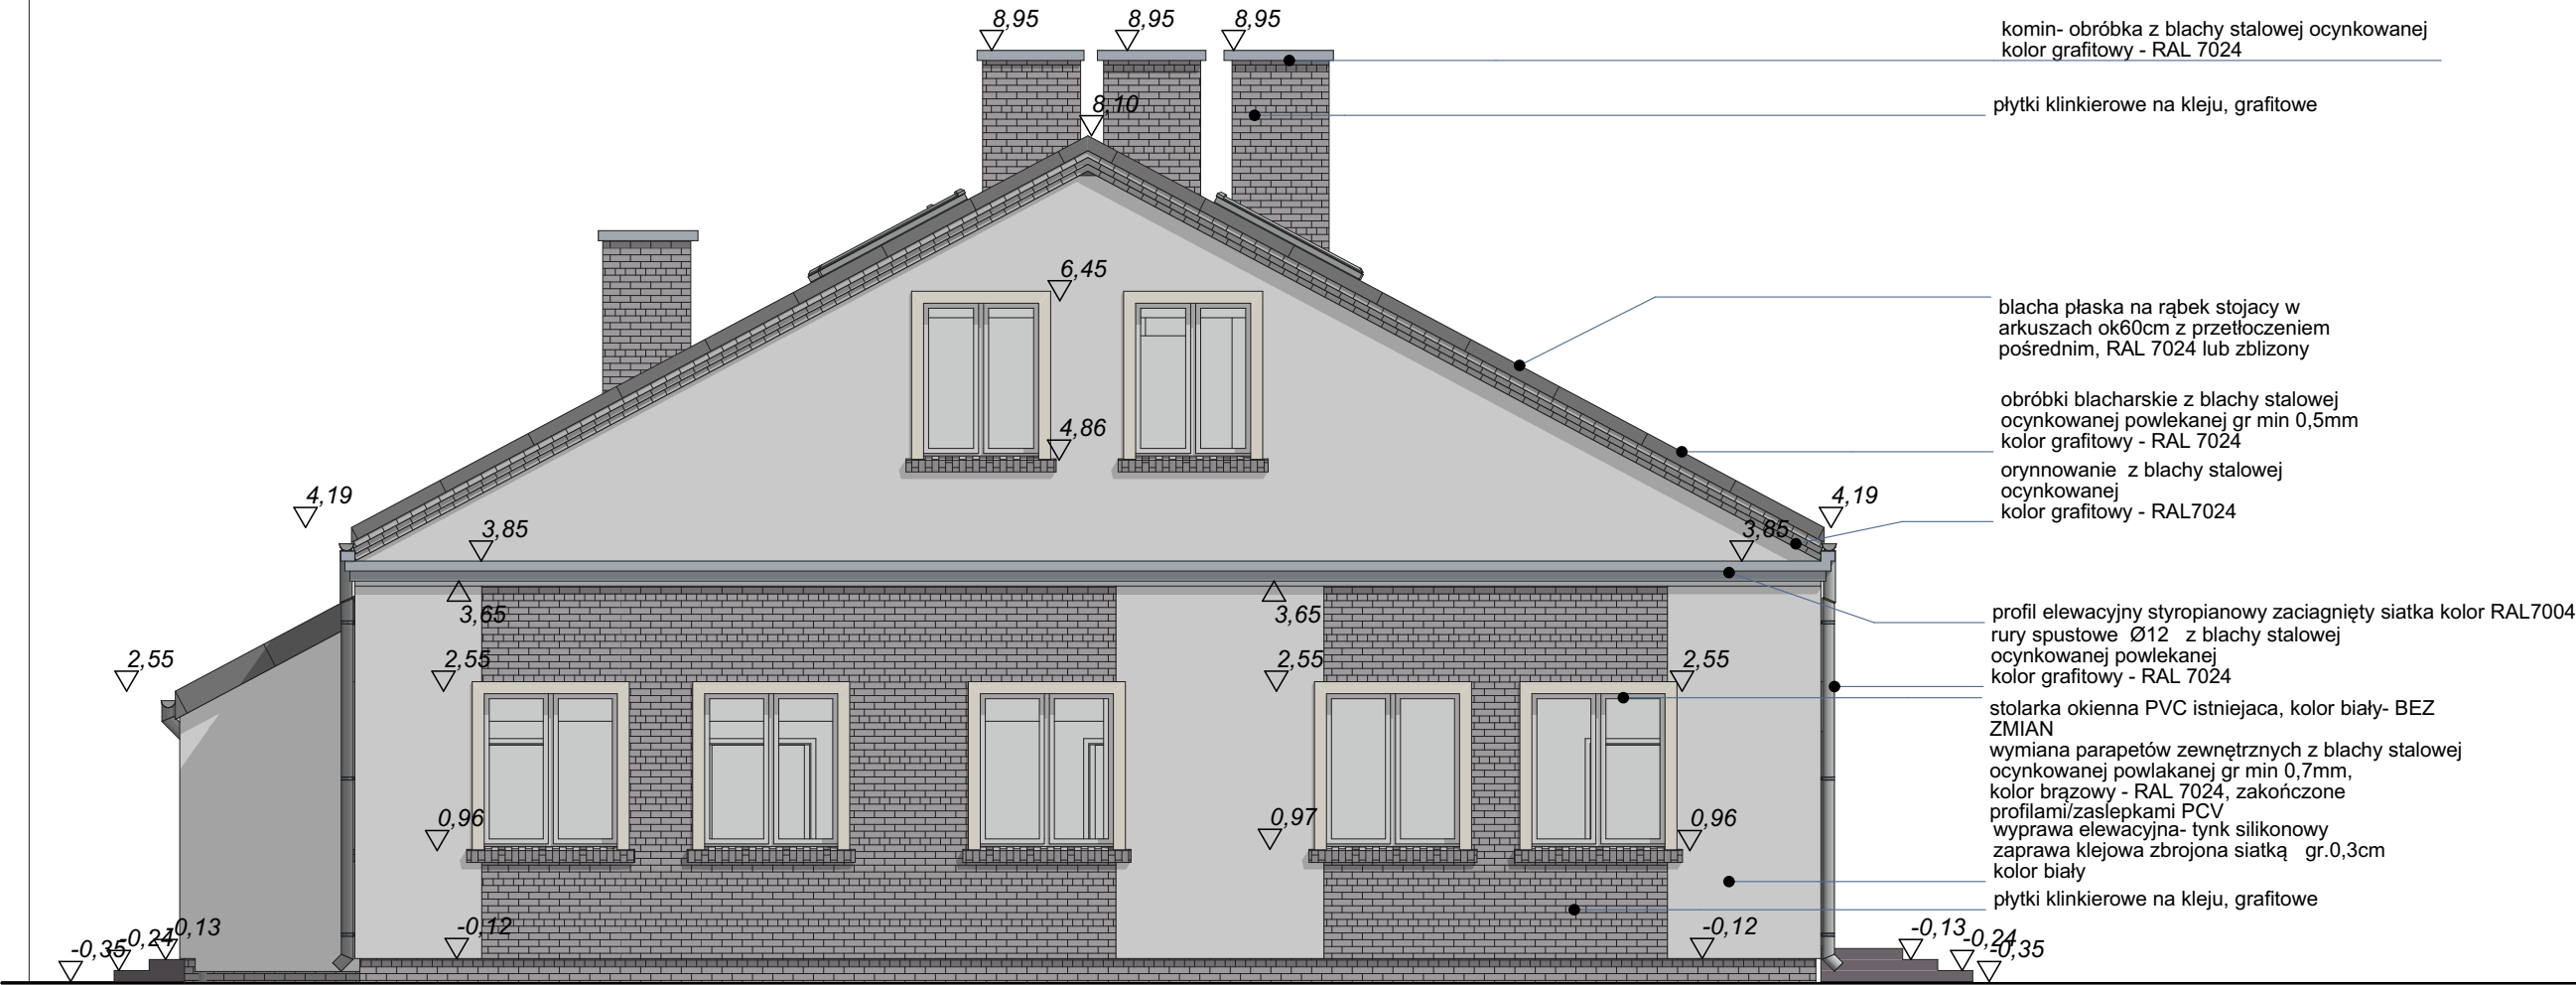 8,95 8,95 8,95
8,10
6,45
4,86
4,19 4,19
3,85 3,85
3,65 3,65
2,55 2,55 2,55 2,55
0,96 0,97 0,96
-0,12 -0,12
-0,35 -0,24 -0,13
-0,13 -0,24 -0,35
komin- obróbka z blachy stalowej ocynkowanej
kolor grafitowy - RAL 7024
płytki klinkierowe na kleju, grafitowe
blacha płaska na rąbek stojacy w
arkuszach ok60cm z przetłoczeniem
pośrednim, RAL 7024 lub zblizony
obróbki blacharskie z blachy stalowej
ocynkowanej powlekanej gr min 0,5mm
kolor grafitowy - RAL 7024
orynnowanie z blachy stalowej
ocynkowanej
kolor grafitowy - RAL7024
profil elewacyjny styropianowy zaciagnięty siatka kolor RAL7004
rury spustowe Ø12 z blachy stalowej
ocynkowanej powlekanej
kolor grafitowy - RAL 7024
stolarka okienna PVC istniejaca, kolor biały- BEZ
ZMIAN
wymiana parapetów zewnętrznych z blachy stalowej
ocynkowanej powlakanej gr min 0,7mm,
kolor brązowy - RAL 7024, zakończone
profilami/zaslepkami PCV
wyprawa elewacyjna- tynk silikonowy
zaprawa klejowa zbrojona siatką gr.0,3cm
kolor biały
płytki klinkierowe na kleju, grafitowe